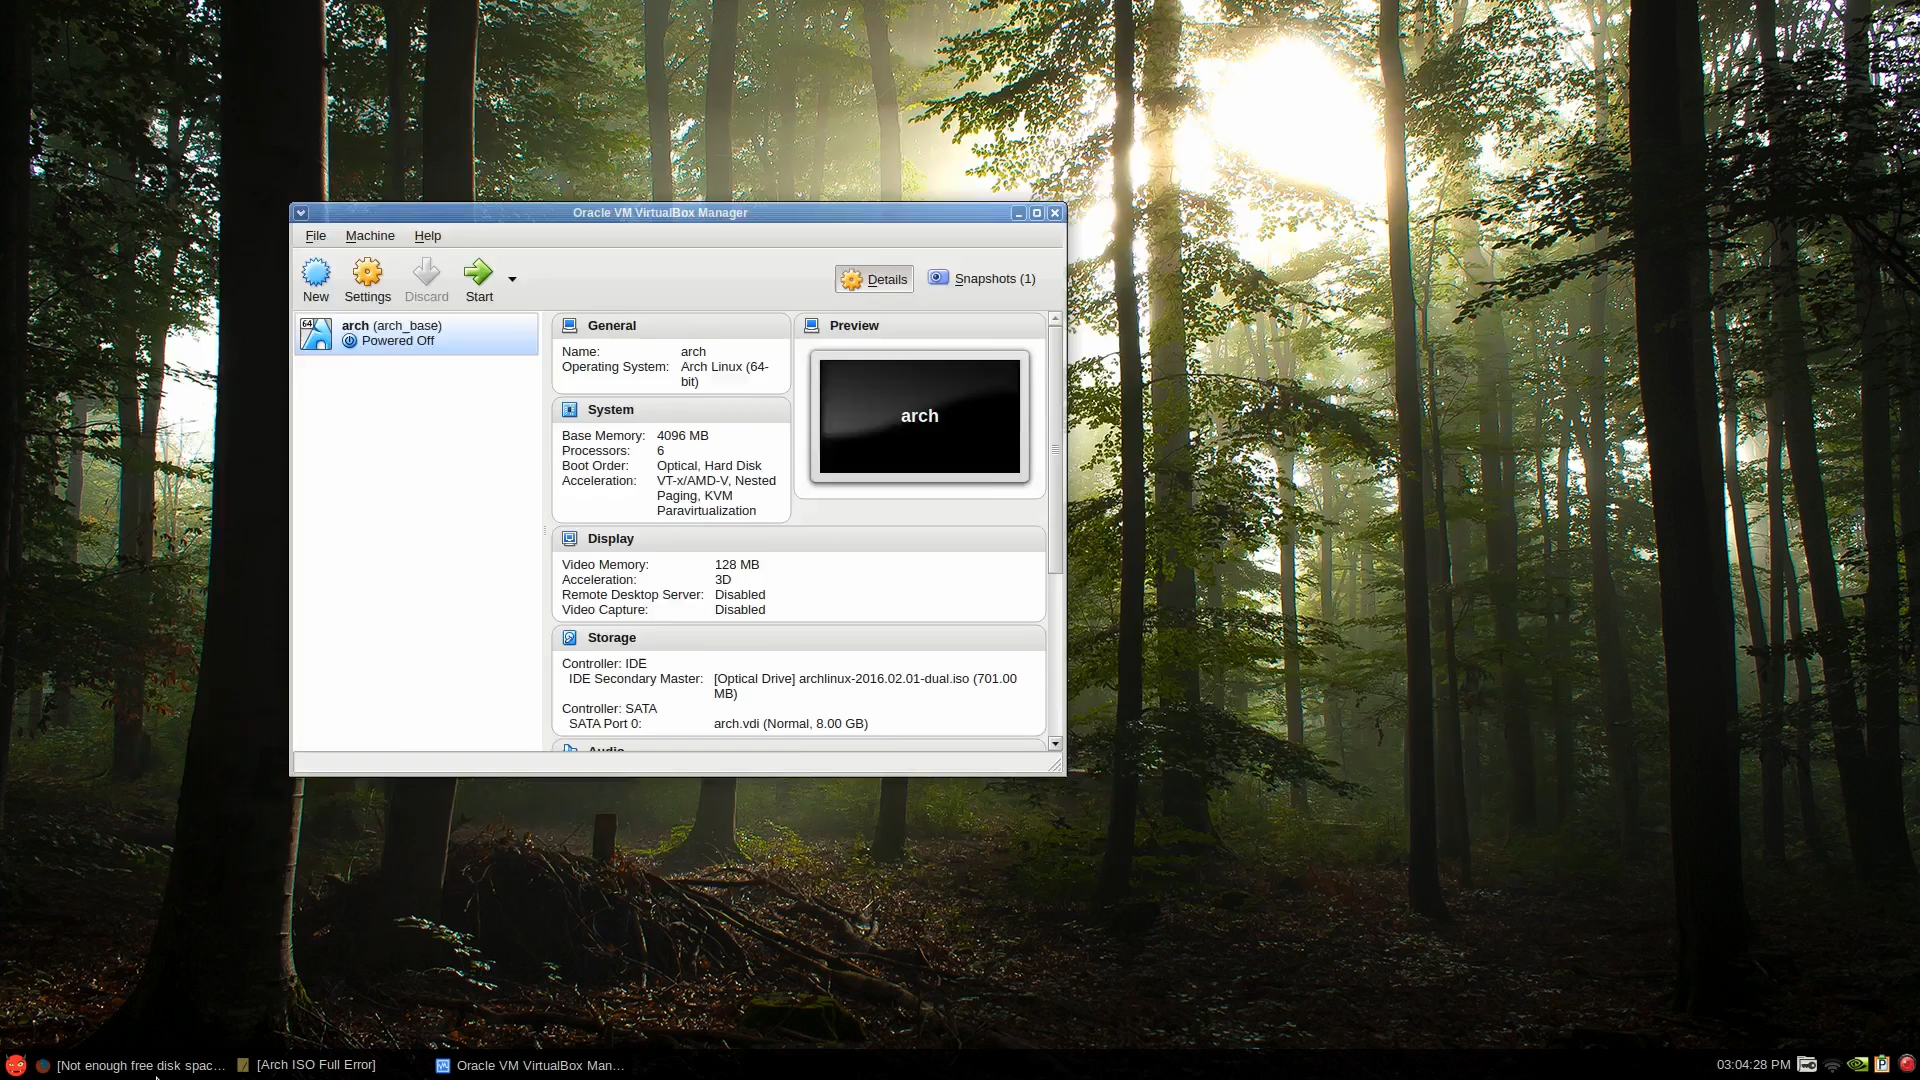 Oracle VM VirtualBox Manager
File Machine Help
New Settings Discard Start
Details Snapshots (1)
64
arch (arch_base)
Powered Off
General
Name: arch
Operating System: Arch Linux (64-
bit)
System
Base Memory: 4096 MB
Processors: 6
Boot Order: Optical, Hard Disk
Acceleration: VT-x/AMD-V, Nested
Paging, KVM
Paravirtualization
Preview
arch
Display
Video Memory: 128 MB
Acceleration: 3D
Remote Desktop Server: Disabled
Video Capture: Disabled
Storage
Controller: IDE
IDE Secondary Master: [Optical Drive] archlinux-2016.02.01-dual.iso (701.00
MB)
Controller: SATA
SATA Port 0: arch.vdi (Normal, 8.00 GB)
Audio
[Not enough free disk spac... [Arch ISO Full Error] Oracle VM VirtualBox Man... 03:04:28 PM